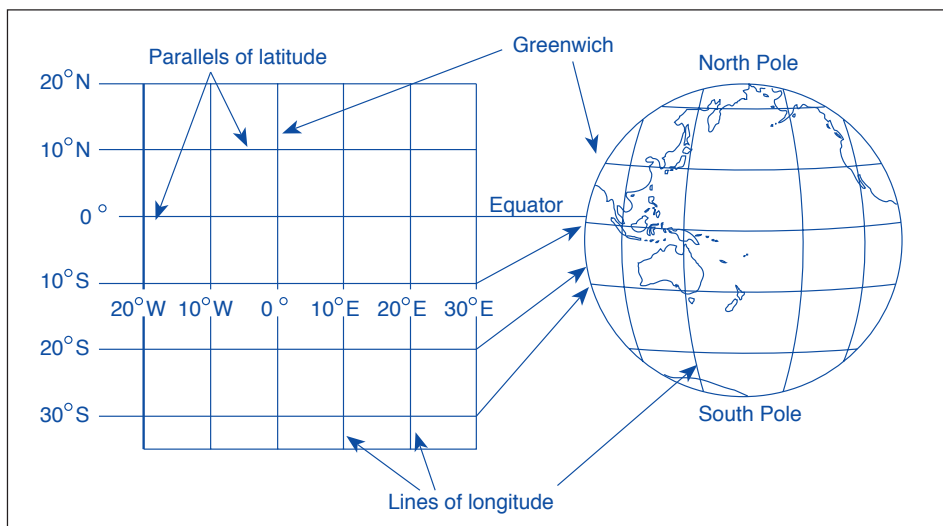 Greenwich
Parallels of latitude
North Pole
20°N
10°N
0°
Equator
10°S
20°W 10°W 0° 10°E 20°E 30°E
20°S
30°S
South Pole
Lines of longitude